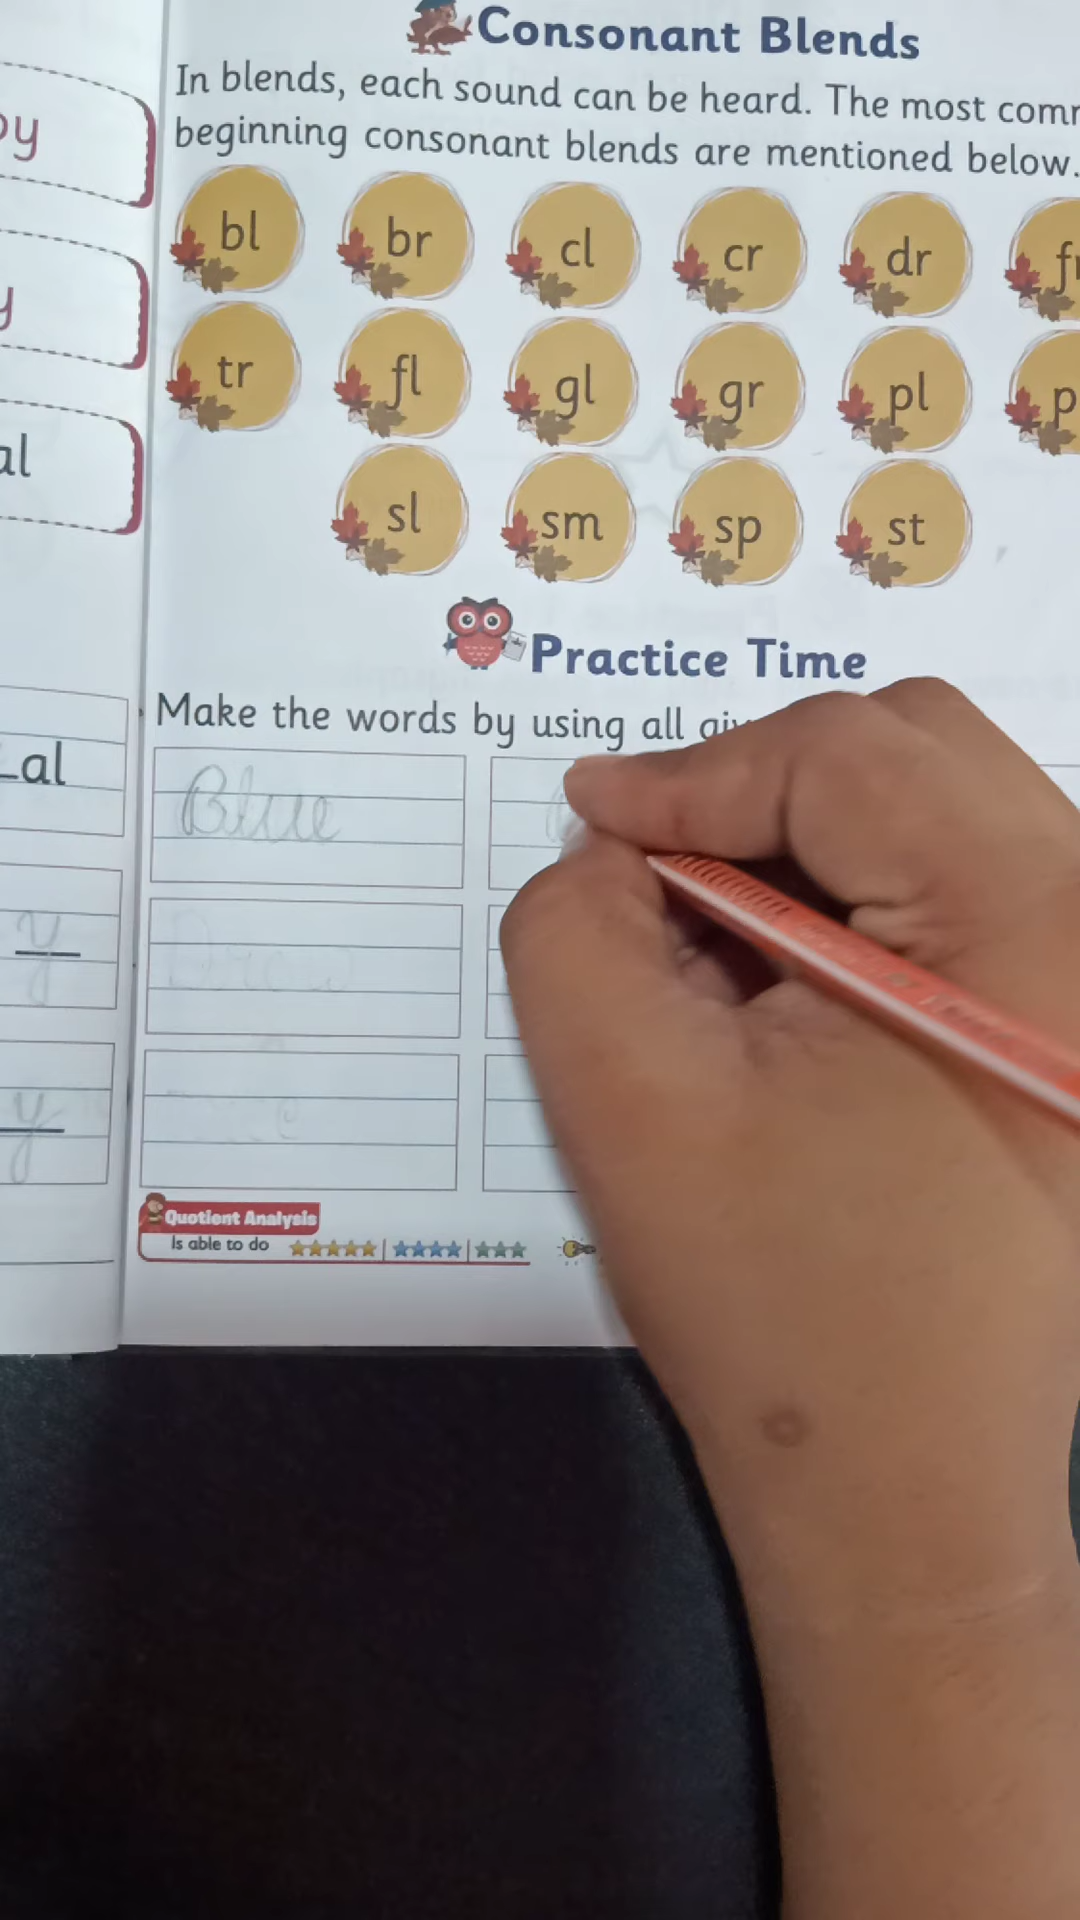 Consonant Blends
In blends, each sound can be heard. The most
beginning consonant blends are mentioned below.
bl br cl cr dr
tr fl gl gr pl
sl sm sp st
Practice Time
Make the words by using all
Blue
al
al
y
y
Quotient Analysis
Is able to do